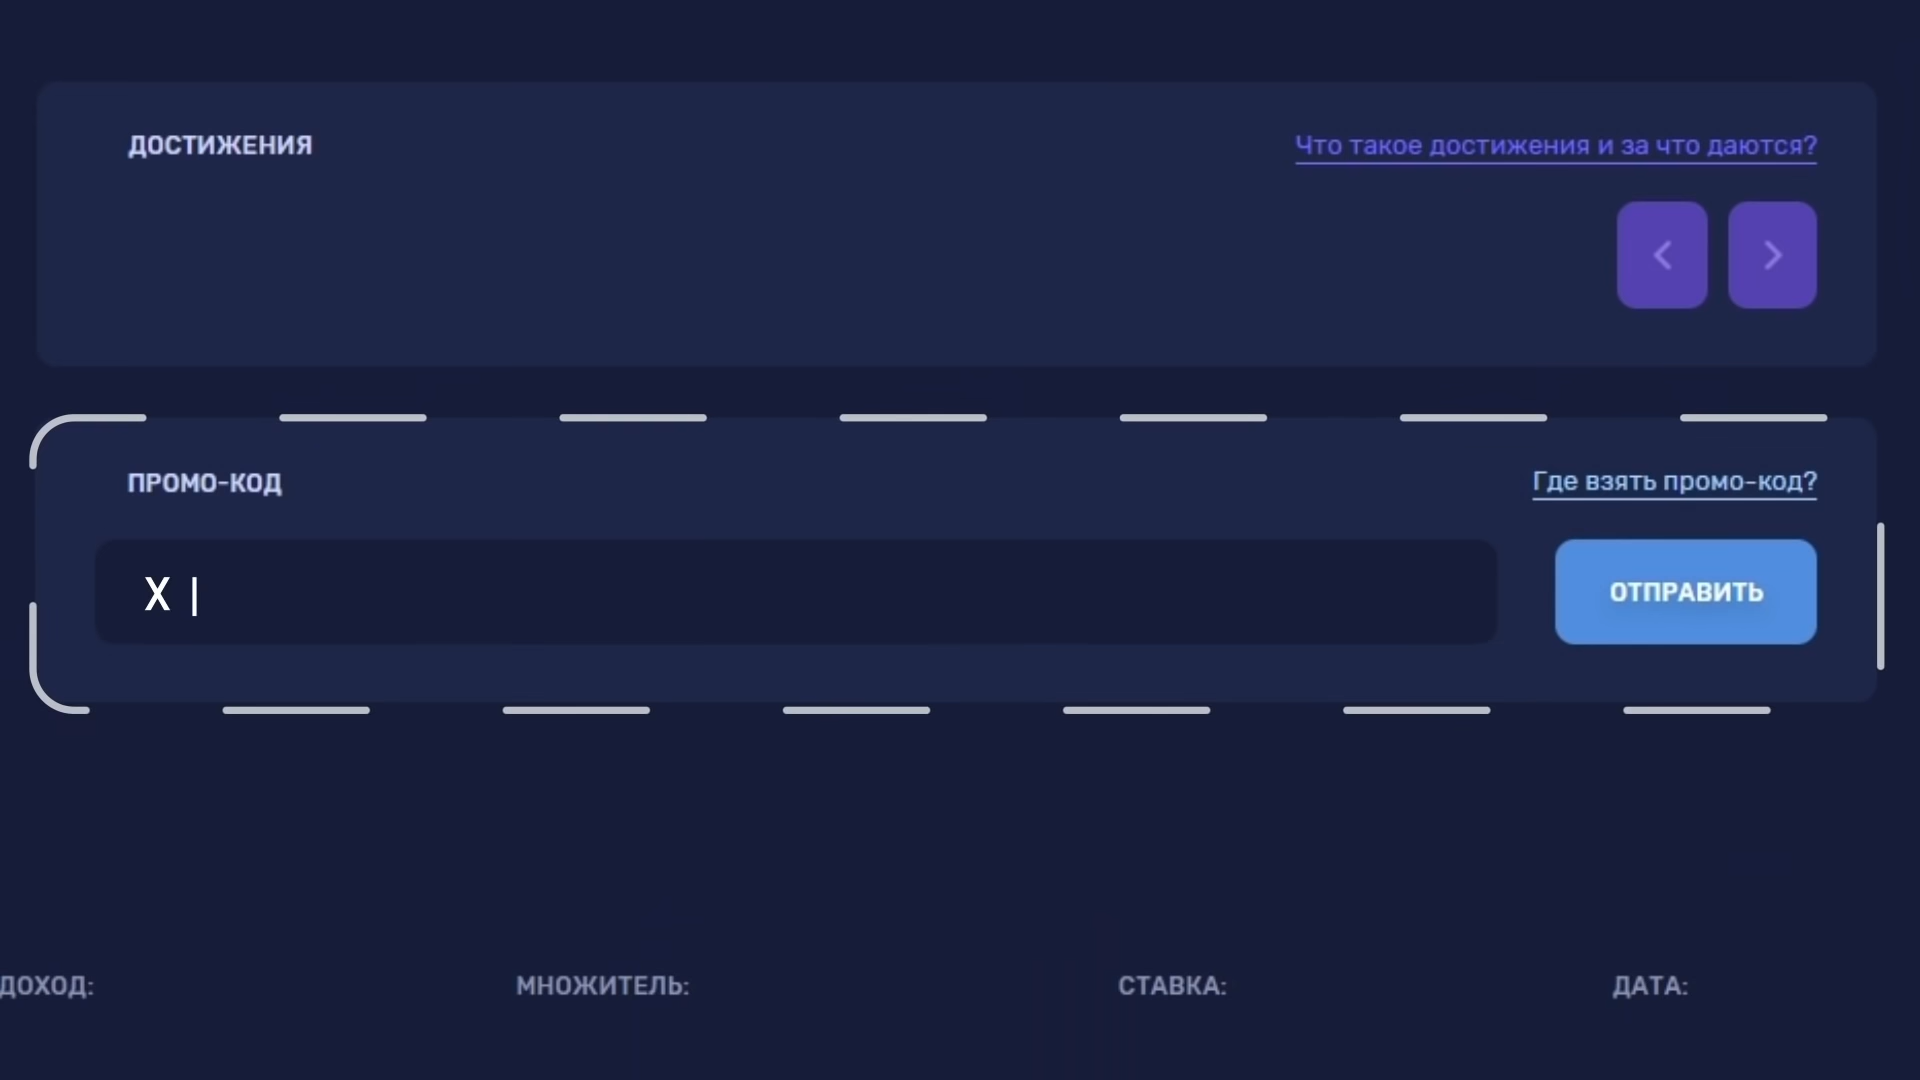 ДОСТИЖЕНИЯ
Что такое достижения и за что даются?
ПРОМО-КОД
Где взять промо-код?
X |
ОТПРАВИТЬ
ДОХОД:
МНОЖИТЕЛЬ:
СТАВКА:
ДАТА: